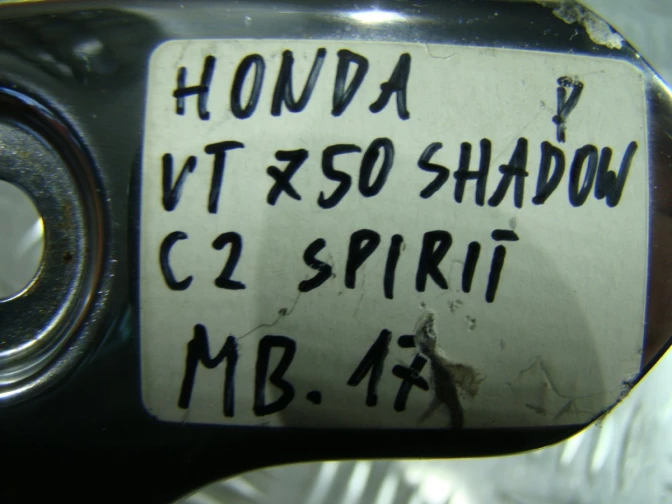 HONDA P
VT 750 SHADOW
C2 SPIRIT
MB. 17